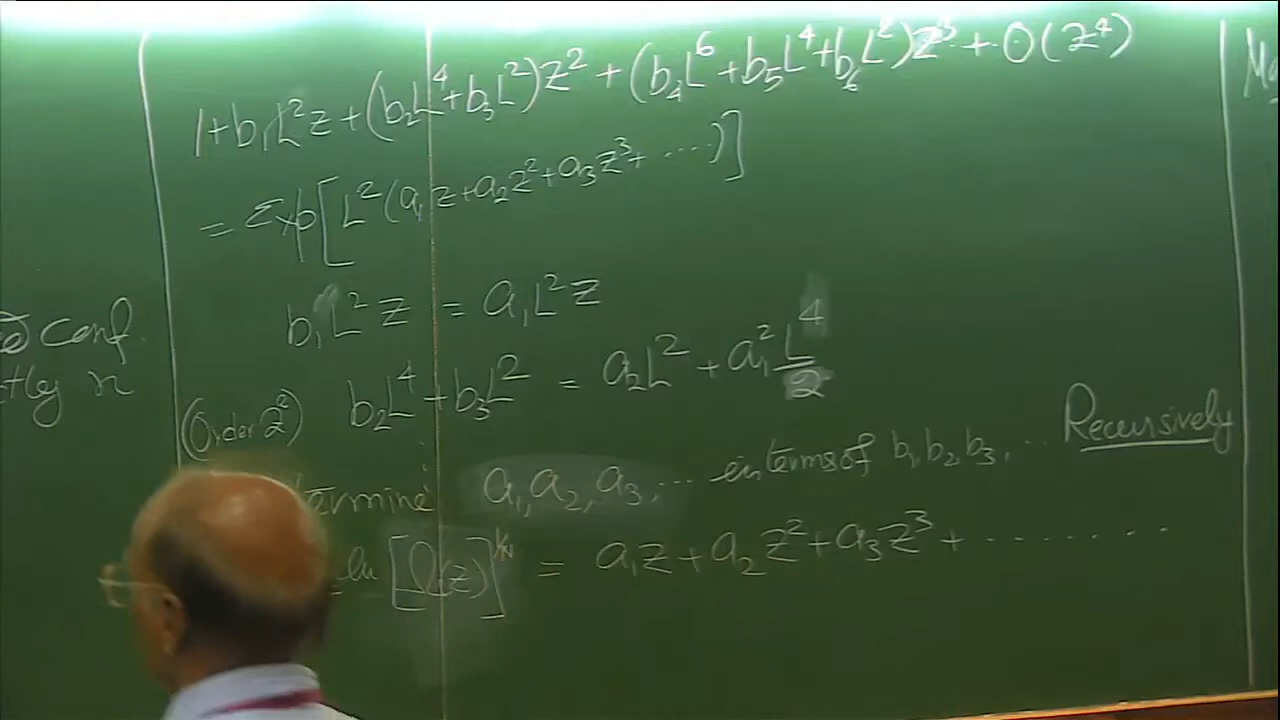 1+b₁L²z+(b₂L⁴+b₃L²)z²+(b₄L⁶+b₅L⁴+b₆L²)z³+O(z⁴)
= Exp[L²(a₁z+a₂z²+a₃z³+ ....)]
b₁L²z = a₁L²z
conf.
(Order z²) b₂L⁴+b₃L² = a₂L² + a₁² L⁴/2
n
a₁, a₂, a₃, ... in terms of b₁, b₂, b₃, ... Recursively
ln [Ω(z)]^{1/N} = a₁z+a₂z²+a₃z³+ ........